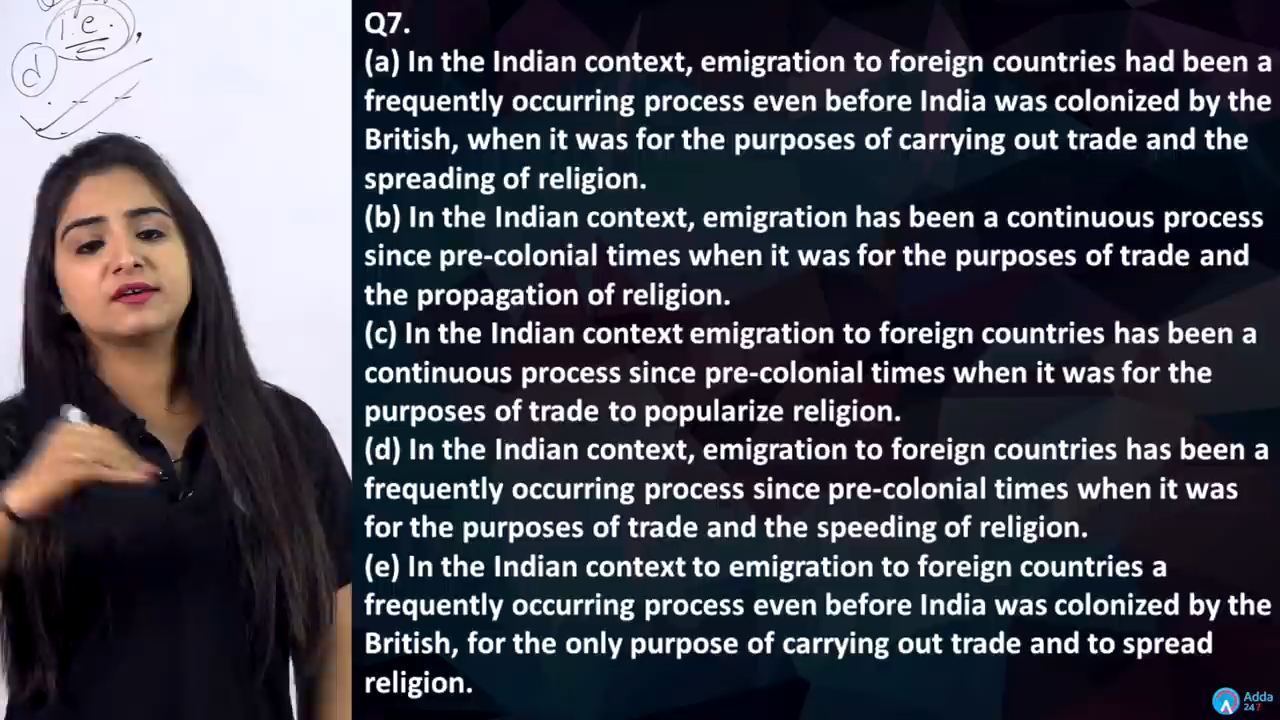 i.e.,
d
Q7.
(a) In the Indian context, emigration to foreign countries had been a
frequently occurring process even before India was colonized by the
British, when it was for the purposes of carrying out trade and the
spreading of religion.
(b) In the Indian context, emigration has been a continuous process
since pre-colonial times when it was for the purposes of trade and
the propagation of religion.
(c) In the Indian context emigration to foreign countries has been a
continuous process since pre-colonial times when it was for the
purposes of trade to popularize religion.
(d) In the Indian context, emigration to foreign countries has been a
frequently occurring process since pre-colonial times when it was
for the purposes of trade and the speeding of religion.
(e) In the Indian context to emigration to foreign countries a
frequently occurring process even before India was colonized by the
British, for the only purpose of carrying out trade and to spread
religion.
Adda
247